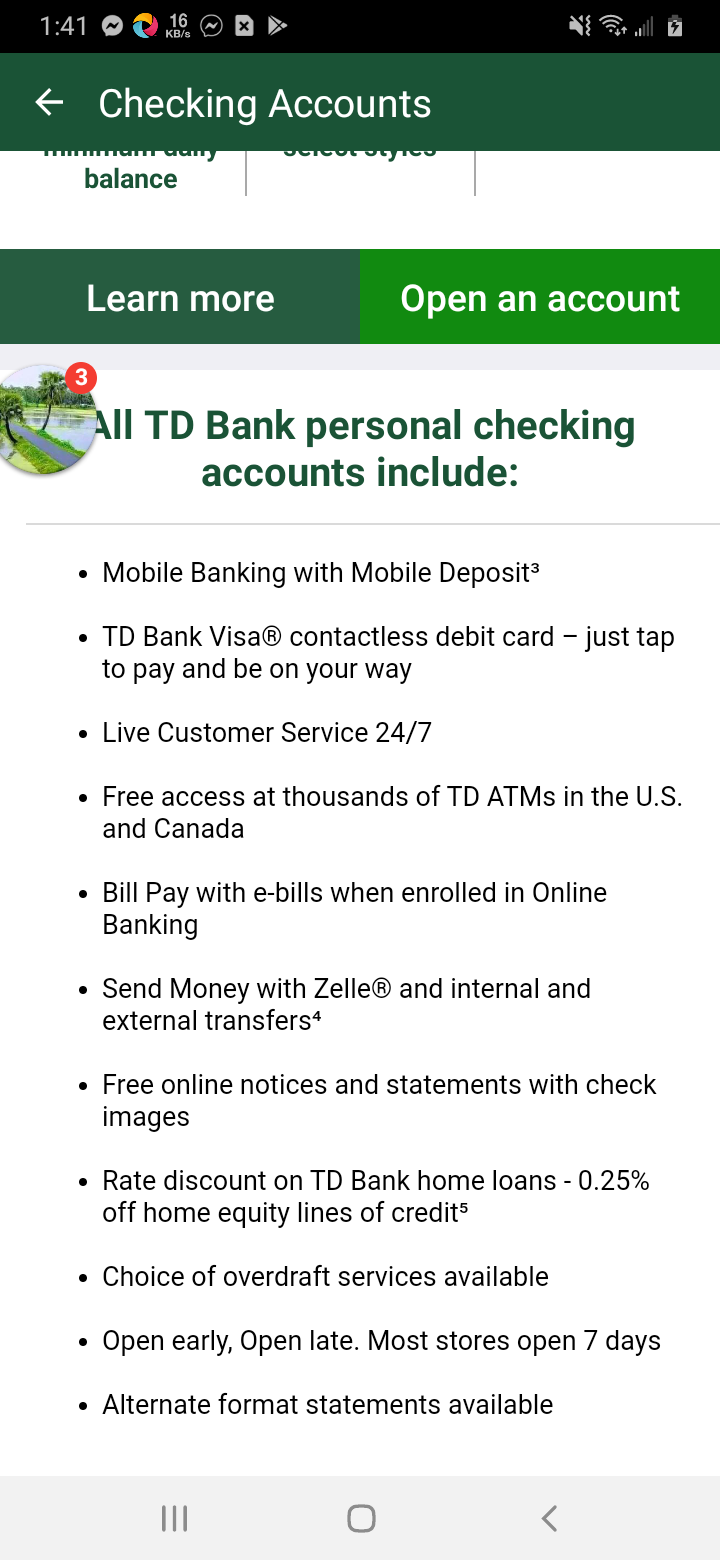 1:41
16
KB/s
Checking Accounts
minimum daily
select styles
balance
Learn more
Open an account
3
All TD Bank personal checking
accounts include:
• Mobile Banking with Mobile Deposit³
• TD Bank Visa® contactless debit card – just tap
to pay and be on your way
• Live Customer Service 24/7
• Free access at thousands of TD ATMs in the U.S.
and Canada
• Bill Pay with e-bills when enrolled in Online
Banking
• Send Money with Zelle® and internal and
external transfers⁴
• Free online notices and statements with check
images
• Rate discount on TD Bank home loans - 0.25%
off home equity lines of credit⁵
• Choice of overdraft services available
• Open early, Open late. Most stores open 7 days
• Alternate format statements available